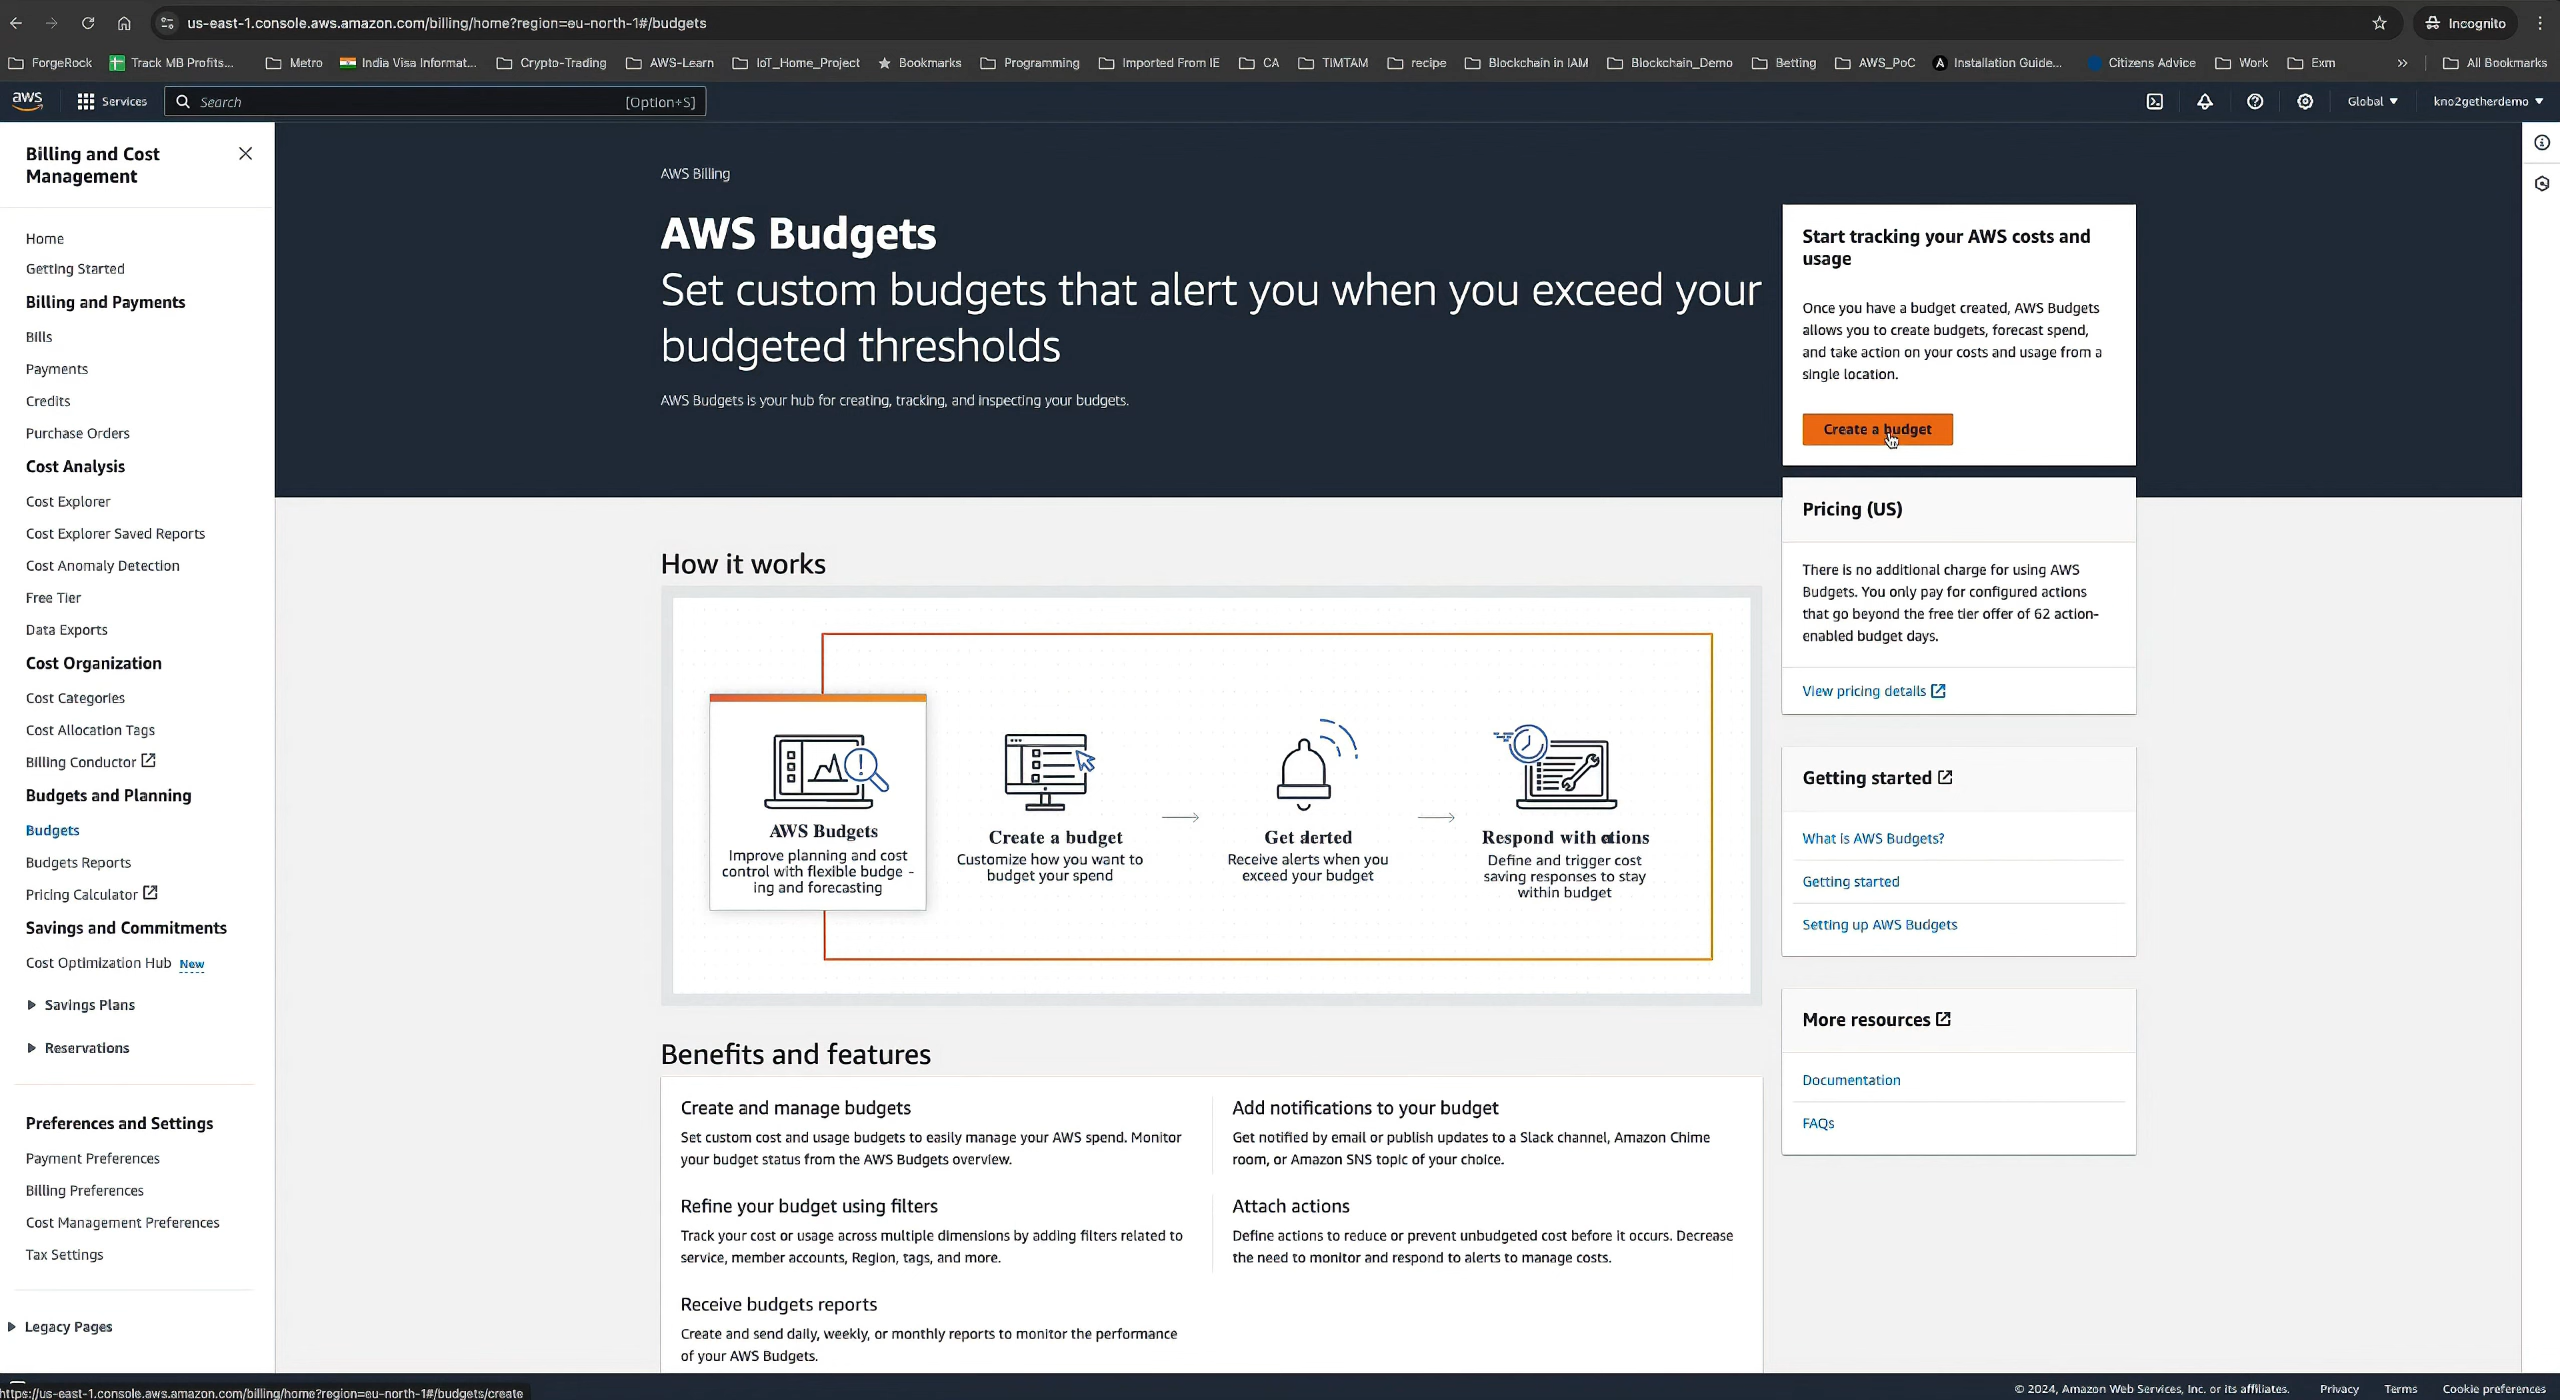 us-east-1.console.aws.amazon.com/billing/home?region=eu-north-1#/budgets
Incognito
ForgeRock
Track MB Profits...
Metro
India Visa Informat...
Crypto-Trading
AWS-Learn
IoT_Home_Project
Bookmarks
Programming
Imported From IE
CA
TIMTAM
recipe
Blockchain in IAM
Blockchain_Demo
Betting
AWS_PoC
Installation Guide...
Citizens Advice
Work
Exm
»
All Bookmarks
aws
Services
Search
[Option+S]
Global
kno2getherdemo
Billing and Cost
Management
Home
Getting Started
Billing and Payments
Bills
Payments
Credits
Purchase Orders
Cost Analysis
Cost Explorer
Cost Explorer Saved Reports
Cost Anomaly Detection
Free Tier
Data Exports
Cost Organization
Cost Categories
Cost Allocation Tags
Billing Conductor
Budgets and Planning
Budgets
Budgets Reports
Pricing Calculator
Savings and Commitments
Cost Optimization Hub New
Savings Plans
Reservations
Preferences and Settings
Payment Preferences
Billing Preferences
Cost Management Preferences
Tax Settings
Legacy Pages
AWS Billing
AWS Budgets
Set custom budgets that alert you when you exceed your
budgeted thresholds
AWS Budgets is your hub for creating, tracking, and inspecting your budgets.
Start tracking your AWS costs and
usage
Once you have a budget created, AWS Budgets
allows you to create budgets, forecast spend,
and take action on your costs and usage from a
single location.
Create a budget
Pricing (US)
There is no additional charge for using AWS
Budgets. You only pay for configured actions
that go beyond the free tier offer of 62 action-
enabled budget days.
View pricing details
Getting started
What is AWS Budgets?
Getting started
Setting up AWS Budgets
More resources
Documentation
FAQs
How it works
AWS Budgets
Improve planning and cost
control with flexible budge -
ing and forecasting
Create a budget
Customize how you want to
budget your spend
Get alerted
Receive alerts when you
exceed your budget
Respond with actions
Define and trigger cost
saving responses to stay
within budget
Benefits and features
Create and manage budgets
Set custom cost and usage budgets to easily manage your AWS spend. Monitor
your budget status from the AWS Budgets overview.
Add notifications to your budget
Get notified by email or publish updates to a Slack channel, Amazon Chime
room, or Amazon SNS topic of your choice.
Refine your budget using filters
Track your cost or usage across multiple dimensions by adding filters related to
service, member accounts, Region, tags, and more.
Attach actions
Define actions to reduce or prevent unbudgeted cost before it occurs. Decrease
the need to monitor and respond to alerts to manage costs.
Receive budgets reports
Create and send daily, weekly, or monthly reports to monitor the performance
of your AWS Budgets.
https://us-east-1.console.aws.amazon.com/billing/home?region=eu-north-1#/budgets/create
© 2024, Amazon Web Services, Inc. or its affiliates.
Privacy
Terms
Cookie preferences